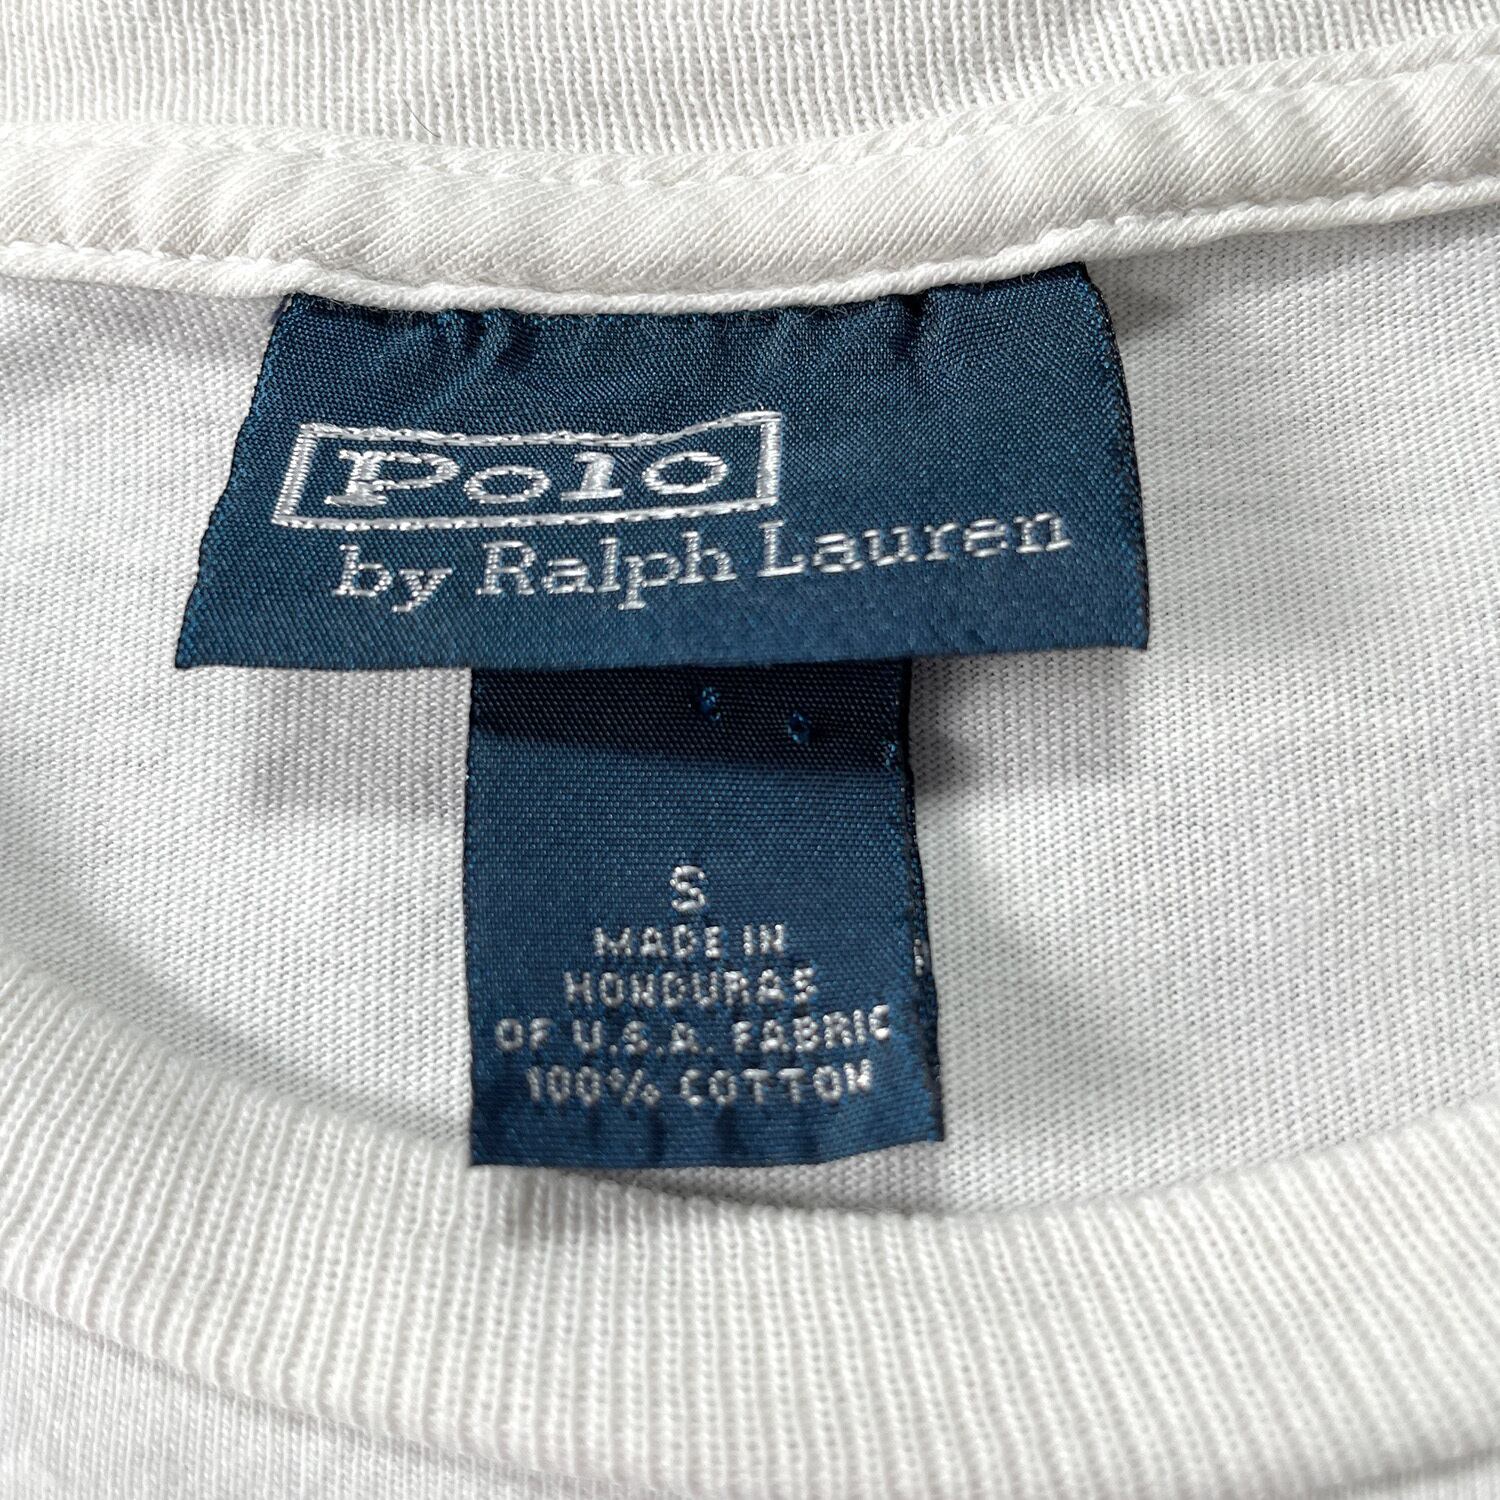 Polo
by Ralph Lauren
S
MADE IN
HONDURAS
OF U.S.A. FABRIC
100% COTTON